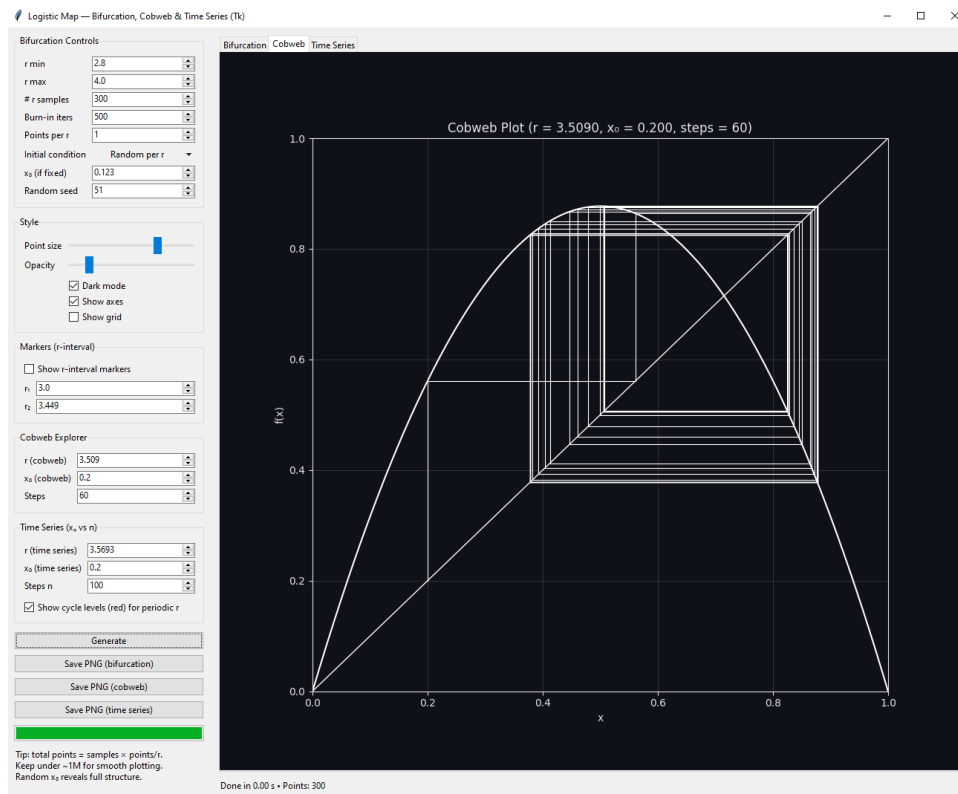 Logistic Map — Bifurcation, Cobweb & Time Series (Tk)
Bifurcation Controls
r min 2.8
r max 4.0
# r samples 300
Burn-in iters 500
Points per r 1
Initial condition Random per r
x₀ (if fixed) 0.123
Random seed 51
Style
Point size
Opacity
Dark mode
Show axes
Show grid
Markers (r-interval)
Show r-interval markers
r₁ 3.0
r₂ 3.449
Cobweb Explorer
r (cobweb) 3.509
x₀ (cobweb) 0.2
Steps 60
Time Series (xₙ vs n)
r (time series) 3.5693
x₀ (time series) 0.2
Steps n 100
Show cycle levels (red) for periodic r
Generate
Save PNG (bifurcation)
Save PNG (cobweb)
Save PNG (time series)
Tip: total points = samples × points/r.
Keep under ~1M for smooth plotting.
Random x₀ reveals full structure.
Bifurcation Cobweb Time Series
Cobweb Plot (r = 3.5090, x₀ = 0.200, steps = 60)
1.0
0.8
0.6
f(x)
0.4
0.2
0.0
0.0 0.2 0.4 0.6 0.8 1.0
x
Done in 0.00 s • Points: 300